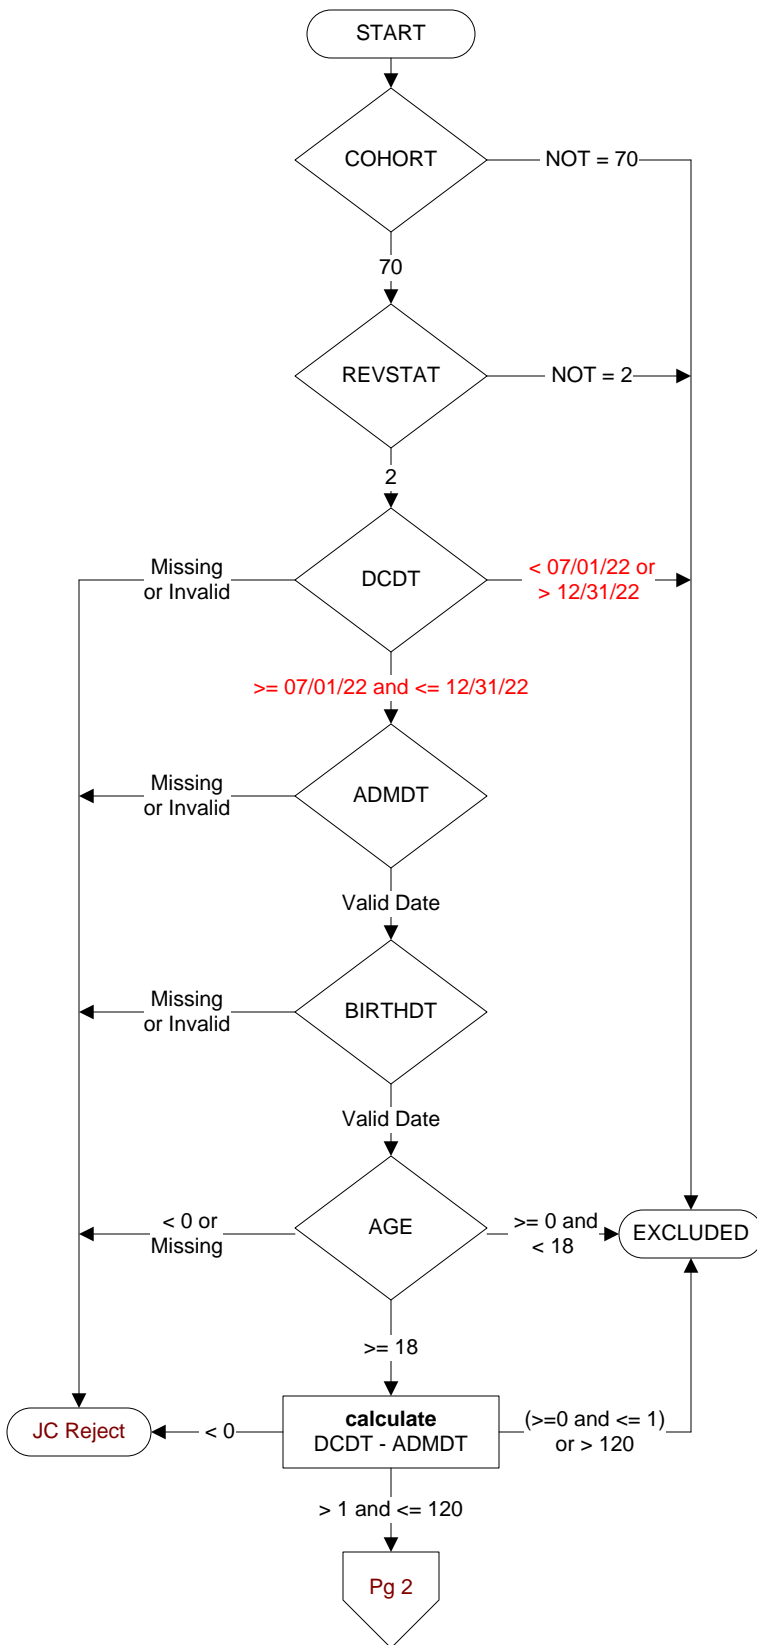 START
COHORT
NOT = 70
70
REVSTAT
NOT = 2
2
Missing
or Invalid
DCDT
< 07/01/22 or
> 12/31/22
>= 07/01/22 and <= 12/31/22
Missing
or Invalid
ADMDT
Valid Date
Missing
or Invalid
BIRTHDT
Valid Date
< 0 or
Missing
AGE
>= 0 and
< 18
EXCLUDED
>= 18
JC Reject
< 0
calculate
DCDT - ADMDT
(>=0 and <= 1)
or > 120
> 1 and <= 120
Pg 2